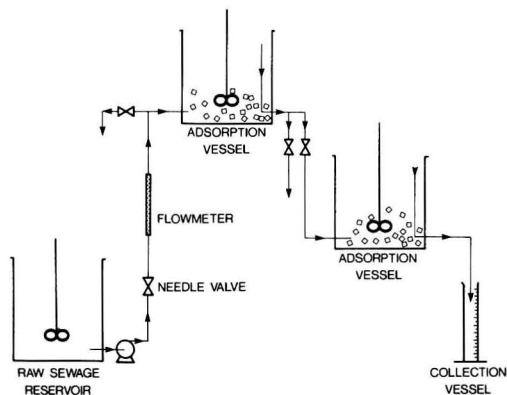 ADSORPTION
VESSEL
FLOWMETER
ADSORPTION
VESSEL
NEEDLE VALVE
RAW SEWAGE
RESERVOIR
COLLECTION
VESSEL